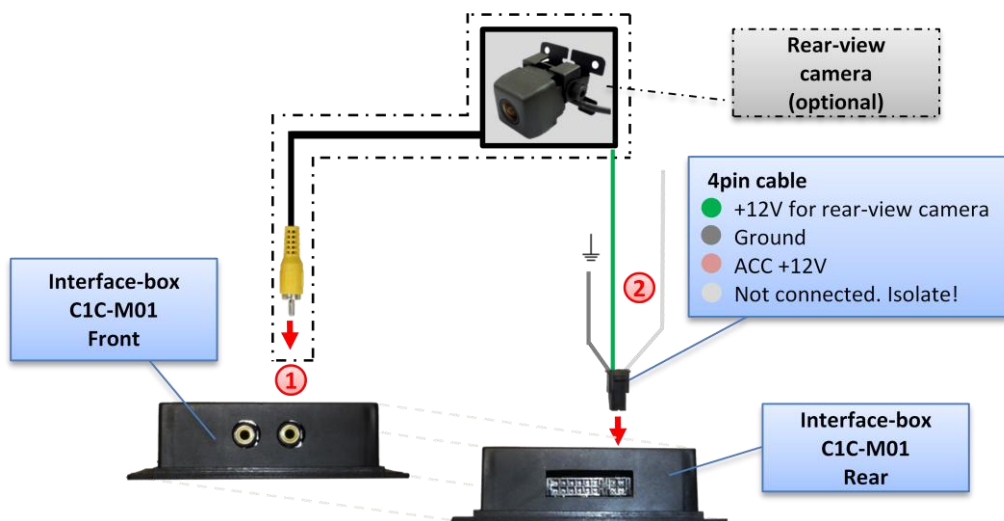 Rear-view
camera
(optional)
4pin cable
+12V for rear-view camera
Ground
ACC +12V
Not connected. Isolate!
Interface-box
C1C-M01
Front
1
2
Interface-box
C1C-M01
Rear